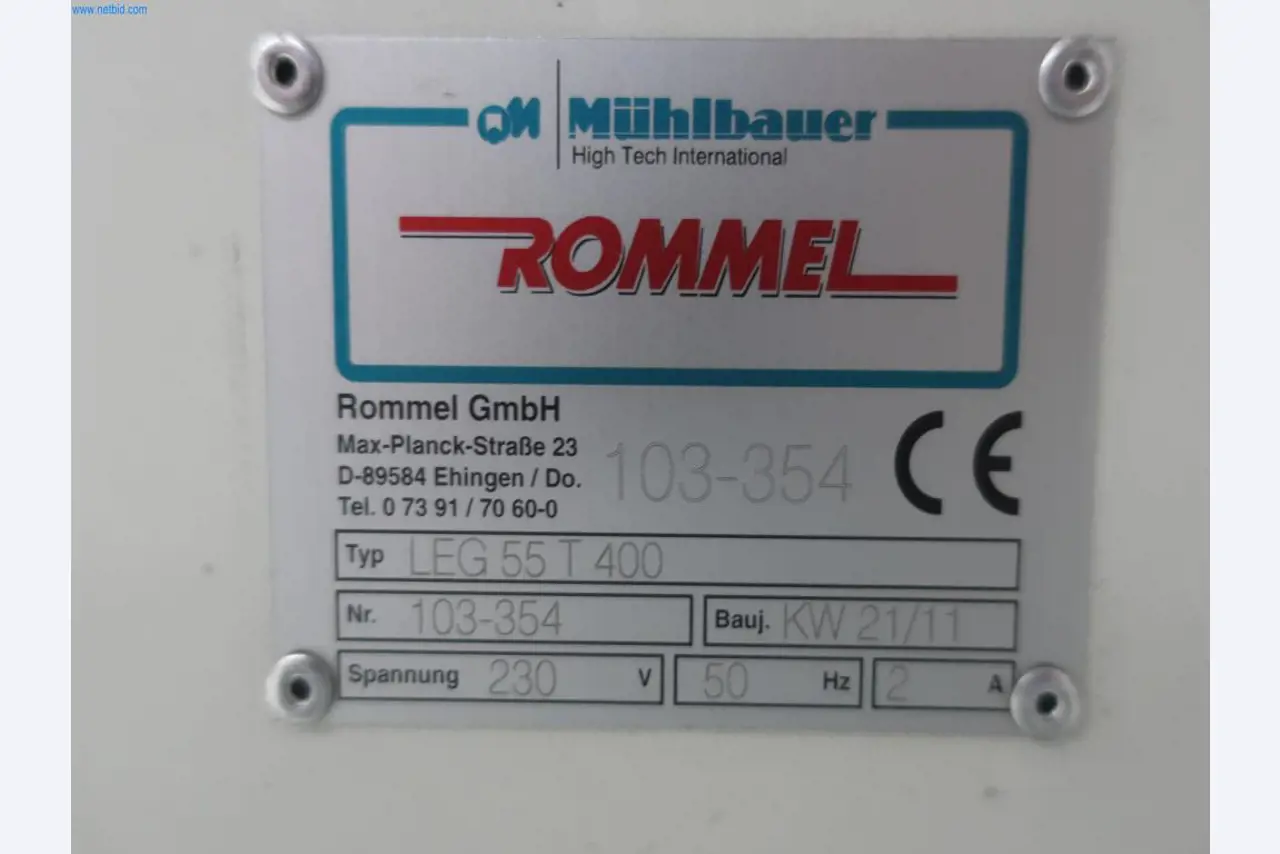 www.netbid.com
Mühlbauer
High Tech International
ROMMEL
Rommel GmbH
Max-Planck-Straße 23
D-89584 Ehingen / Do.
Tel. 0 73 91 / 70 60-0
103-354
Typ LEG 55 T 400
Nr. 103-354 Bauj. KW 21/11
Spannung 230 V 50 Hz 2 A